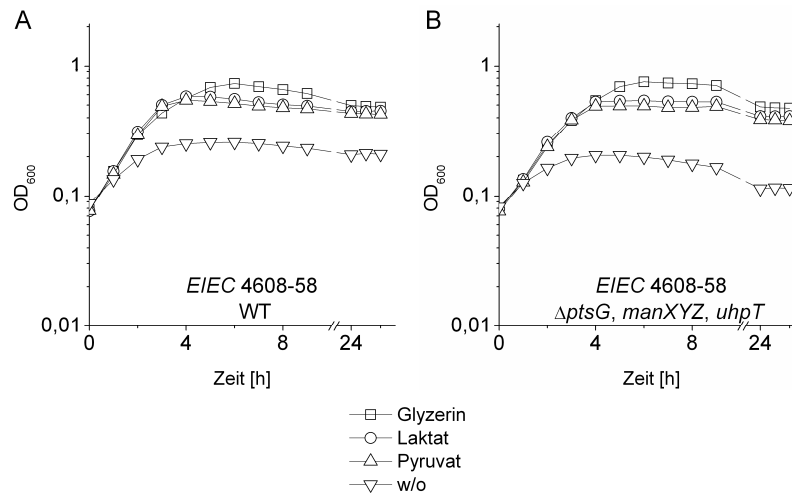 A
1
0,1
0,01
OD600
EIEC 4608-58
WT
0
4
8
24
Zeit [h]
B
1
0,1
0,01
OD600
EIEC 4608-58
ΔptsG, manXYZ, uhpT
0
4
8
24
Zeit [h]
Glyzerin
Laktat
Pyruvat
w/o